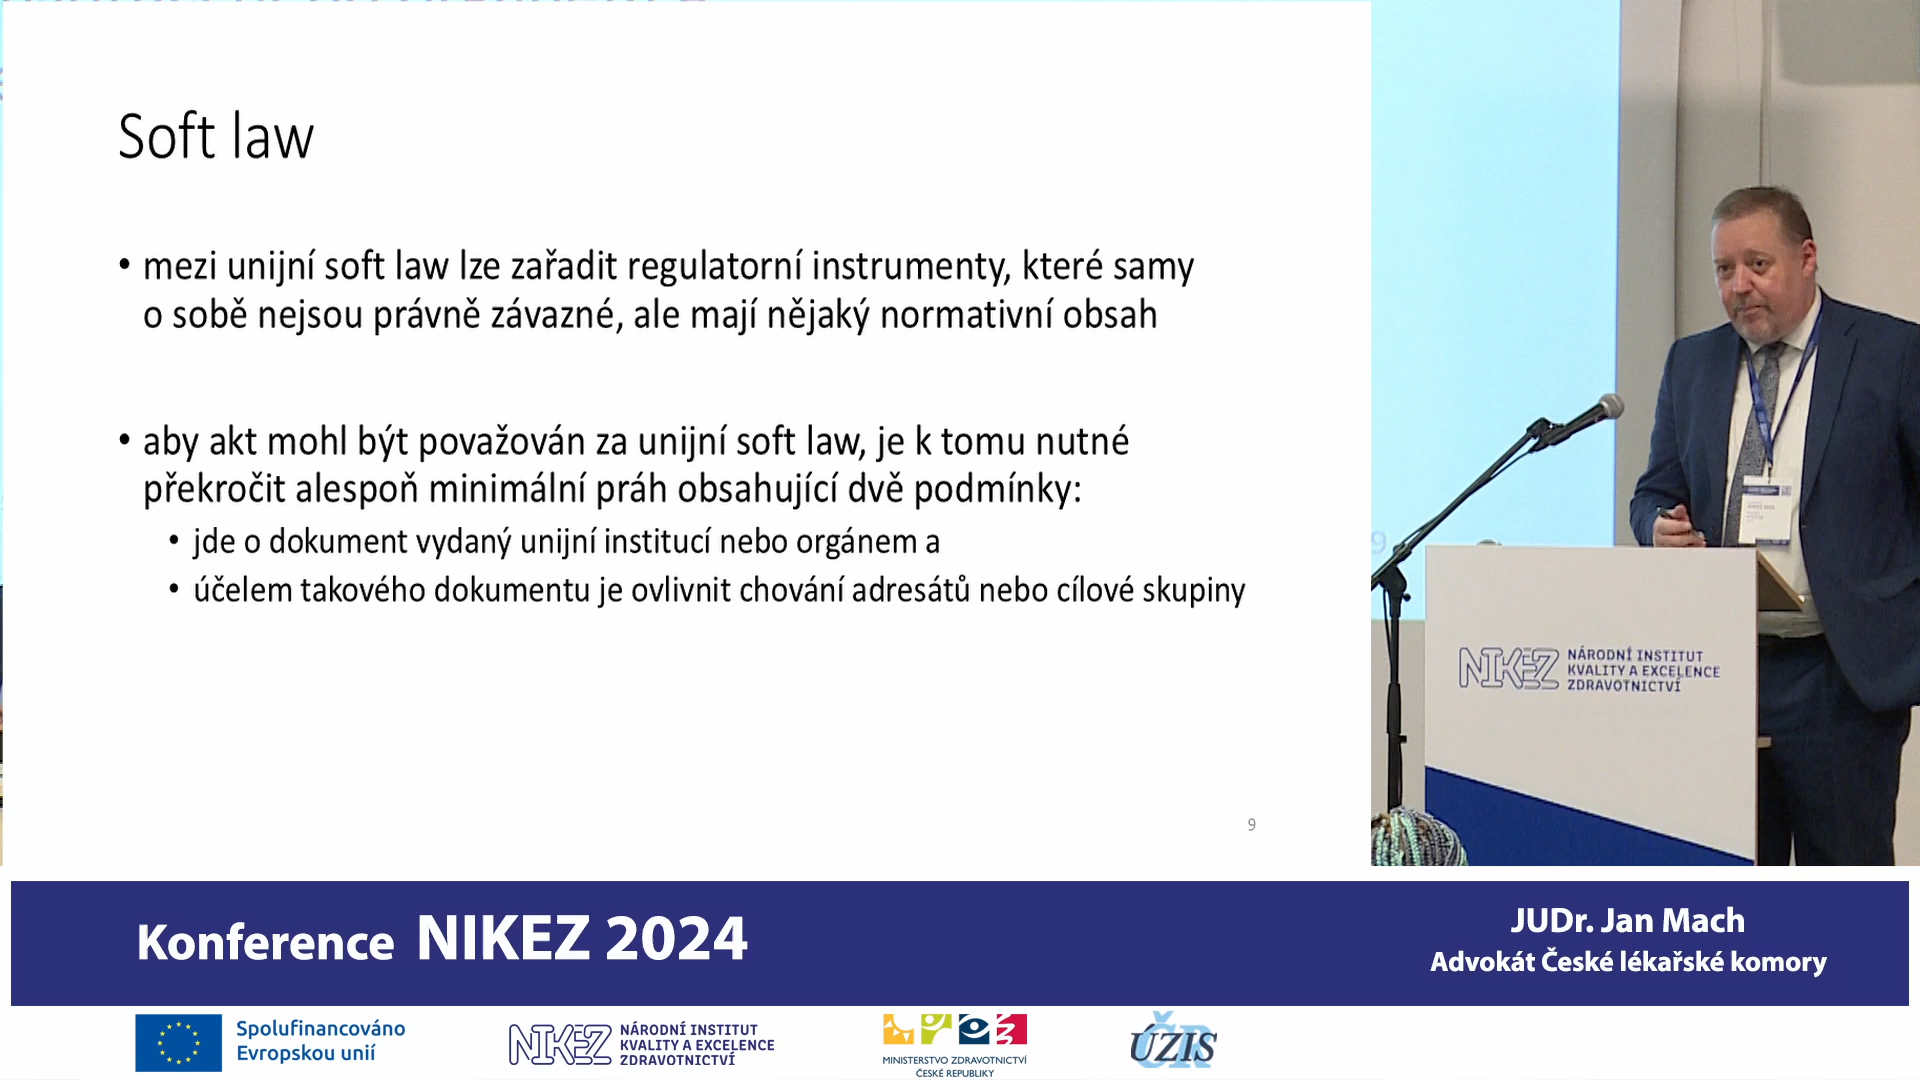 Soft law
• mezi unijní soft law lze zařadit regulatorní instrumenty, které samy
o sobě nejsou právně závazné, ale mají nějaký normativní obsah
• aby akt mohl být považován za unijní soft law, je k tomu nutné
překročit alespoň minimální práh obsahující dvě podmínky:
• jde o dokument vydaný unijní institucí nebo orgánem a
• účelem takového dokumentu je ovlivnit chování adresátů nebo cílové skupiny
9
9
NIKEZ NÁRODNÍ INSTITUT
KVALITY A EXCELENCE
ZDRAVOTNICTVÍ
Konference NIKEZ 2024
JUDr. Jan Mach
Advokát České lékařské komory
Spolufinancováno
Evropskou unií
NIKEZ NÁRODNÍ INSTITUT
KVALITY A EXCELENCE
ZDRAVOTNICTVÍ
MINISTERSTVO ZDRAVOTNICTVÍ
ČESKÉ REPUBLIKY
ÚZIS
ČR